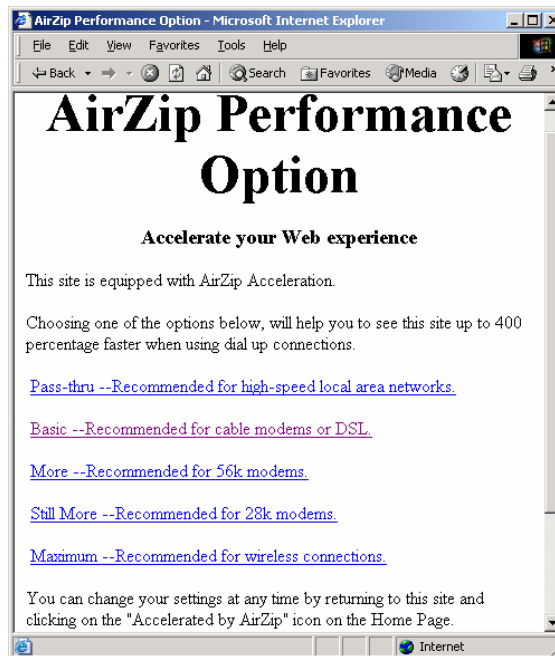 AirZip Performance Option - Microsoft Internet Explorer
File Edit View Favorites Tools Help
Back Search Favorites Media
AirZip Performance
Option
Accelerate your Web experience
This site is equipped with AirZip Acceleration.
Choosing one of the options below, will help you to see this site up to 400
percentage faster when using dial up connections.
Pass-thru --Recommended for high-speed local area networks.
Basic --Recommended for cable modems or DSL.
More --Recommended for 56k modems.
Still More --Recommended for 28k modems.
Maximum --Recommended for wireless connections.
You can change your settings at any time by returning to this site and
clicking on the "Accelerated by AirZip" icon on the Home Page.
Internet